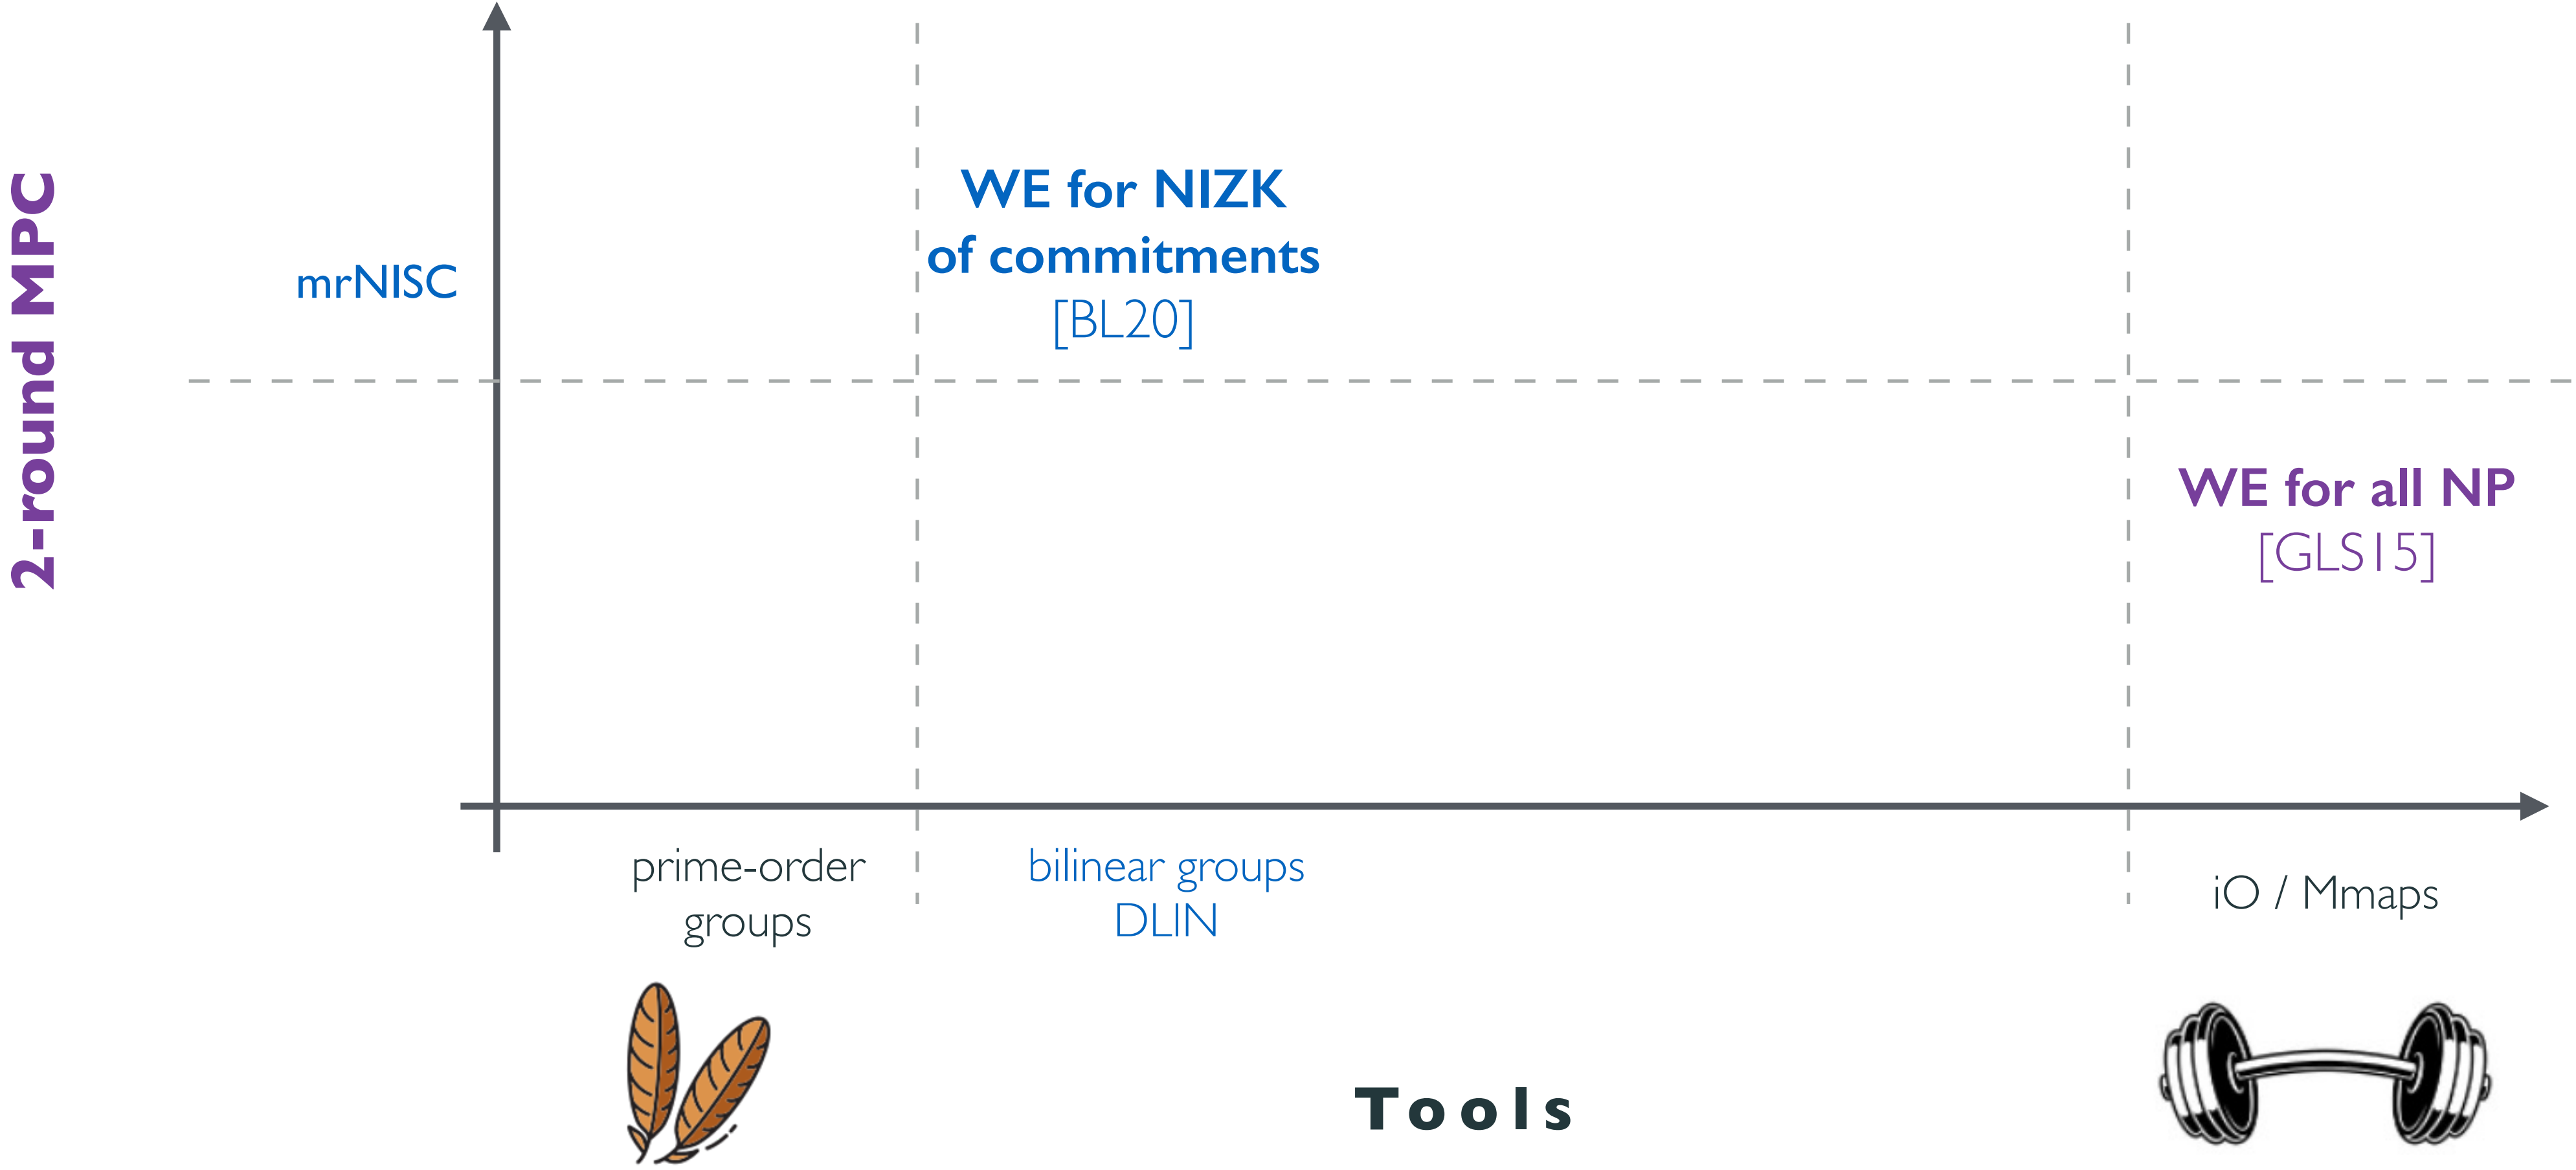 2-round MPC
mrNISC
WE for NIZK
of commitments
[BL20]
WE for all NP
[GLS15]
prime-order
groups
bilinear groups
DLIN
iO / Mmaps
Tools